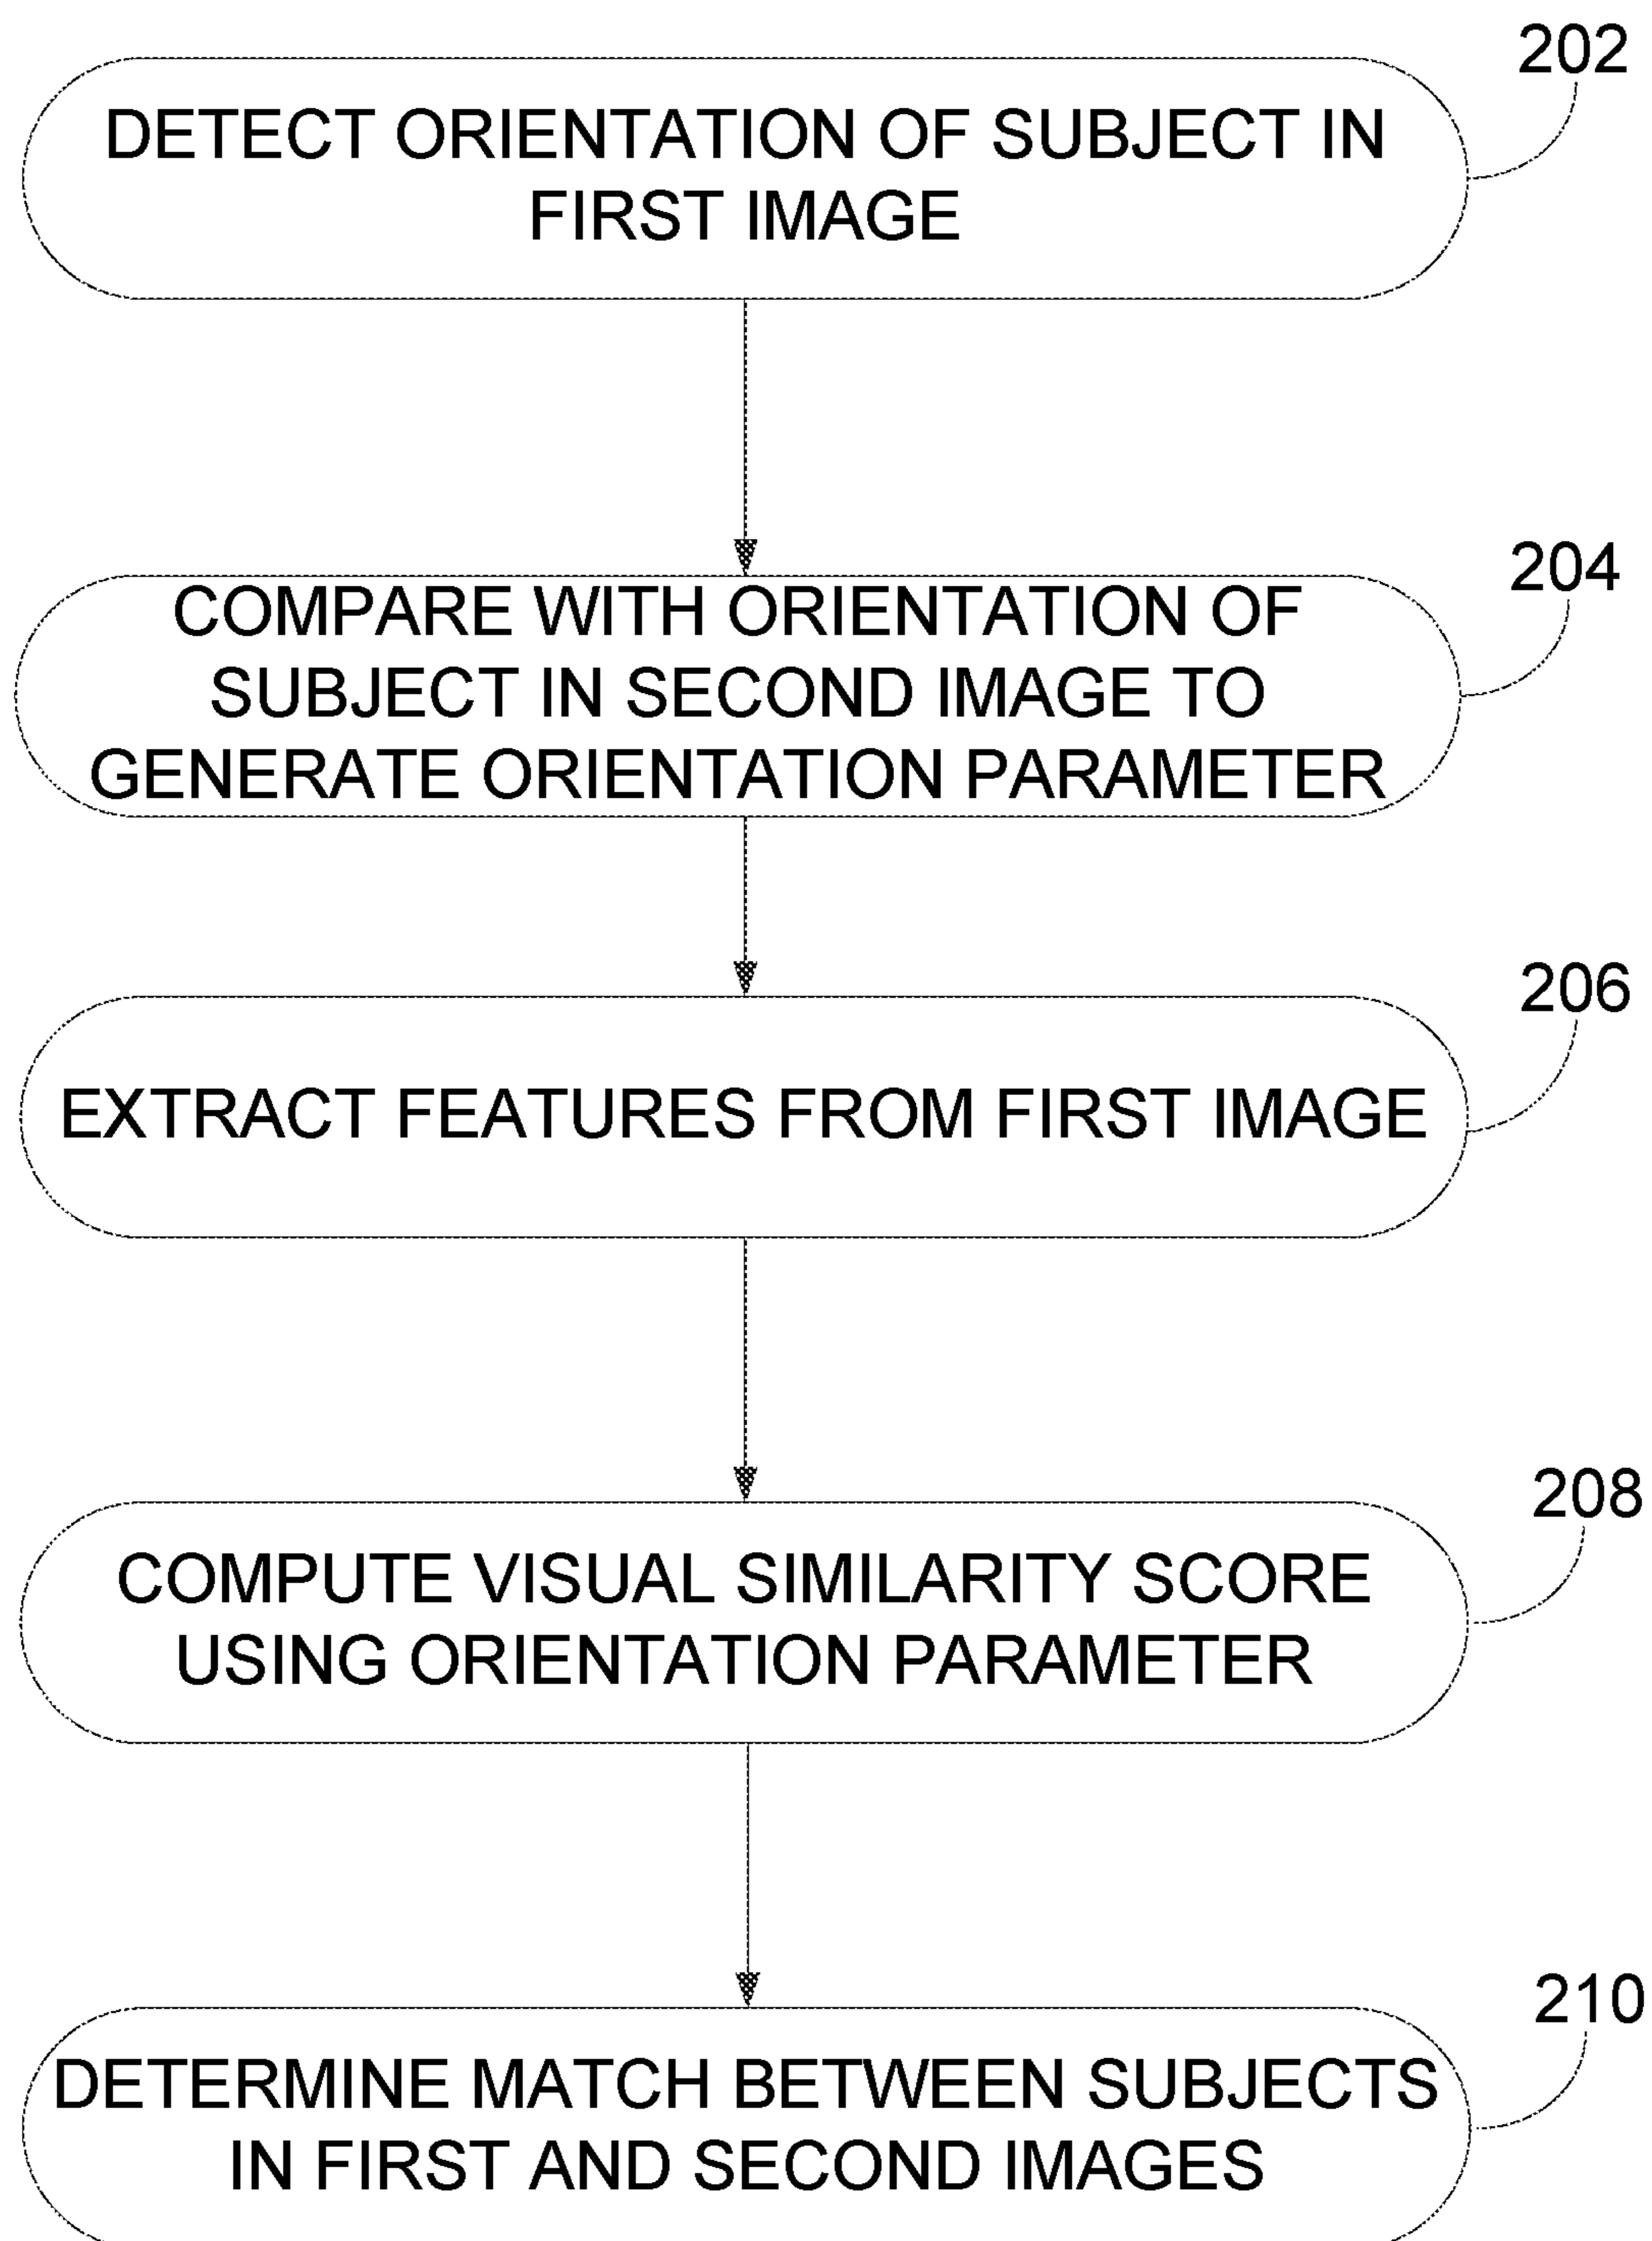 202
DETECT ORIENTATION OF SUBJECT IN
FIRST IMAGE
204
COMPARE WITH ORIENTATION OF
SUBJECT IN SECOND IMAGE TO
GENERATE ORIENTATION PARAMETER
206
EXTRACT FEATURES FROM FIRST IMAGE
208
COMPUTE VISUAL SIMILARITY SCORE
USING ORIENTATION PARAMETER
210
DETERMINE MATCH BETWEEN SUBJECTS
IN FIRST AND SECOND IMAGES